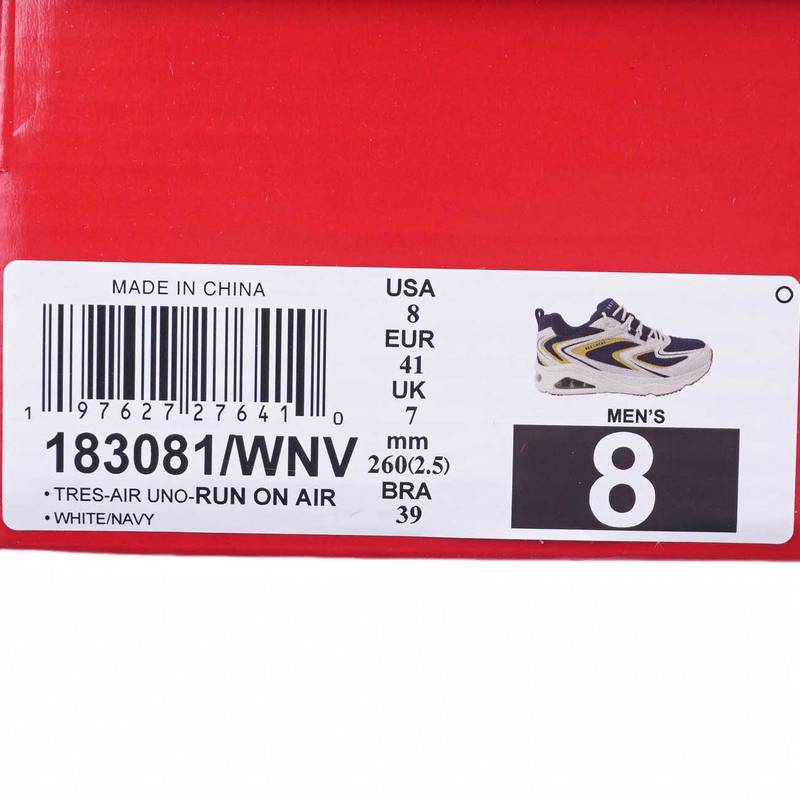 MADE IN CHINA
1 97627 27641 0
183081/WNV
• TRES-AIR UNO-RUN ON AIR
• WHITE/NAVY
USA
8
EUR
41
UK
7
mm
260(2.5)
BRA
39
MEN'S
8